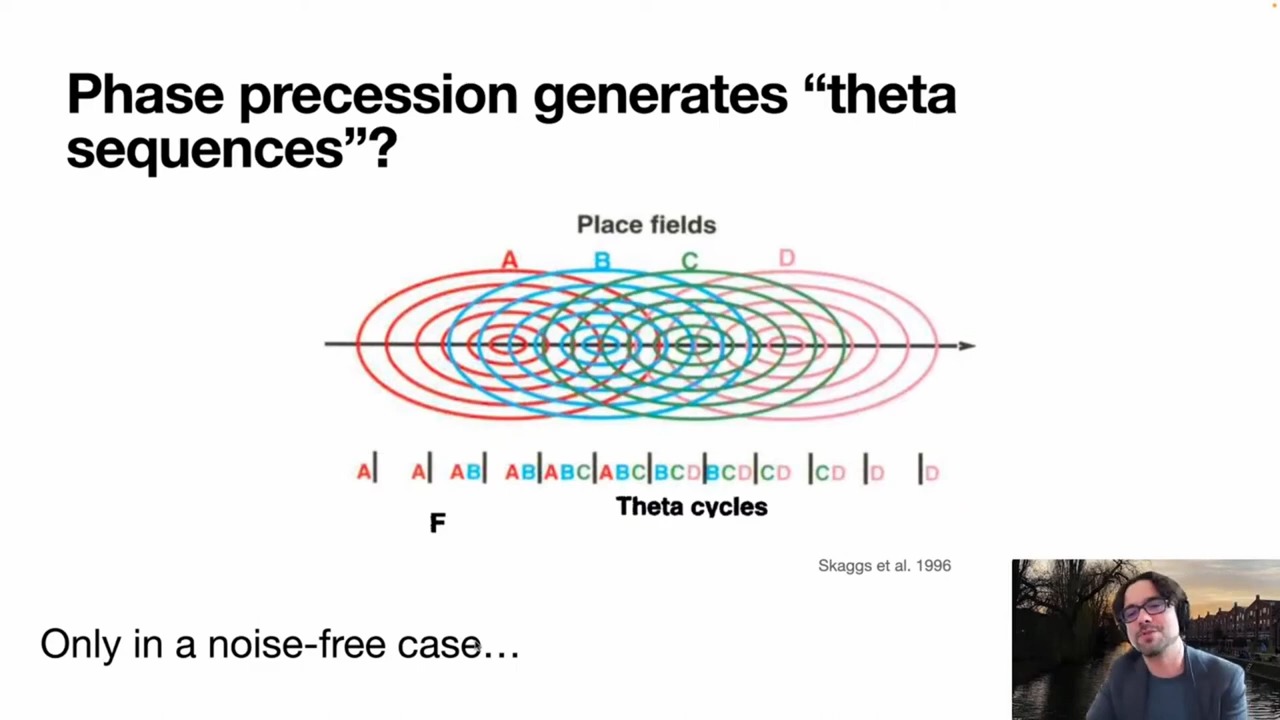 Phase precession generates “theta
sequences”?
Place fields
A B C D
A| A| AB| AB|ABC|ABC|BCD|BCD|CD |CD |D |D
Theta cycles
F
Skaggs et al. 1996
Only in a noise-free case…